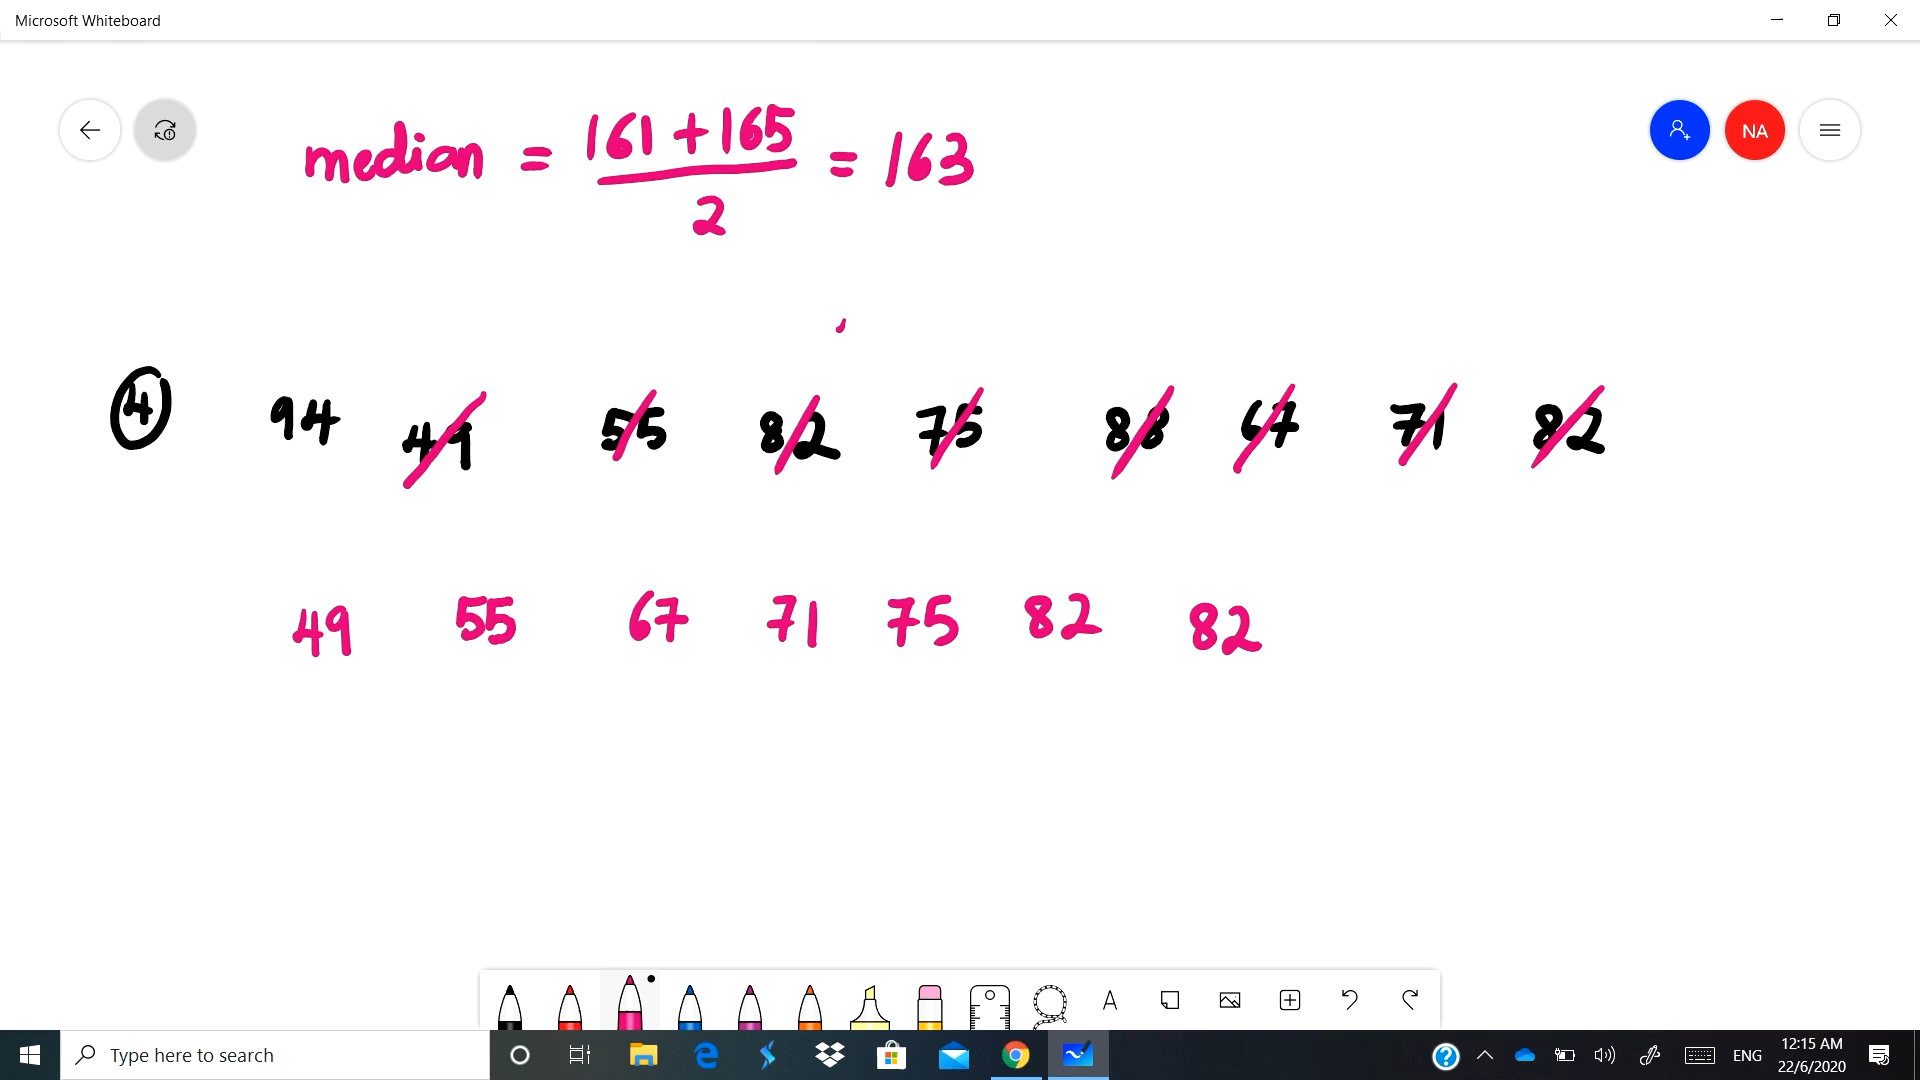 Microsoft Whiteboard
NA
median = 161 + 165 / 2 = 163
④ 94 49 55 82 75 88 67 71 82
49 55 67 71 75 82 82
A
Type here to search
ENG
12:15 AM
22/6/2020